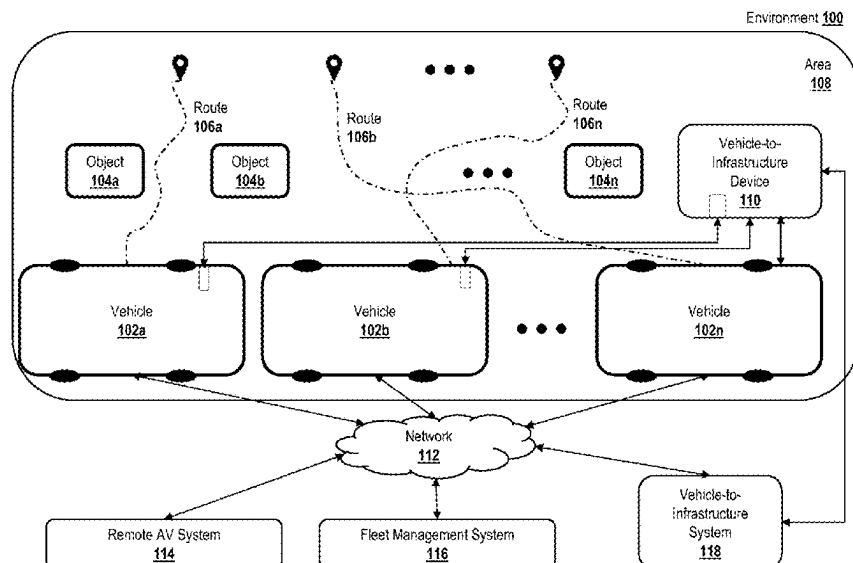 Environment 100
Area
108
Route
106a
Route
106b
Route
106n
Object
104a
Object
104b
Object
104n
Vehicle-to-
Infrastructure
Device
110
Vehicle
102a
Vehicle
102b
Vehicle
102n
Network
112
Remote AV System
114
Fleet Management System
116
Vehicle-to-
Infrastructure
System
118